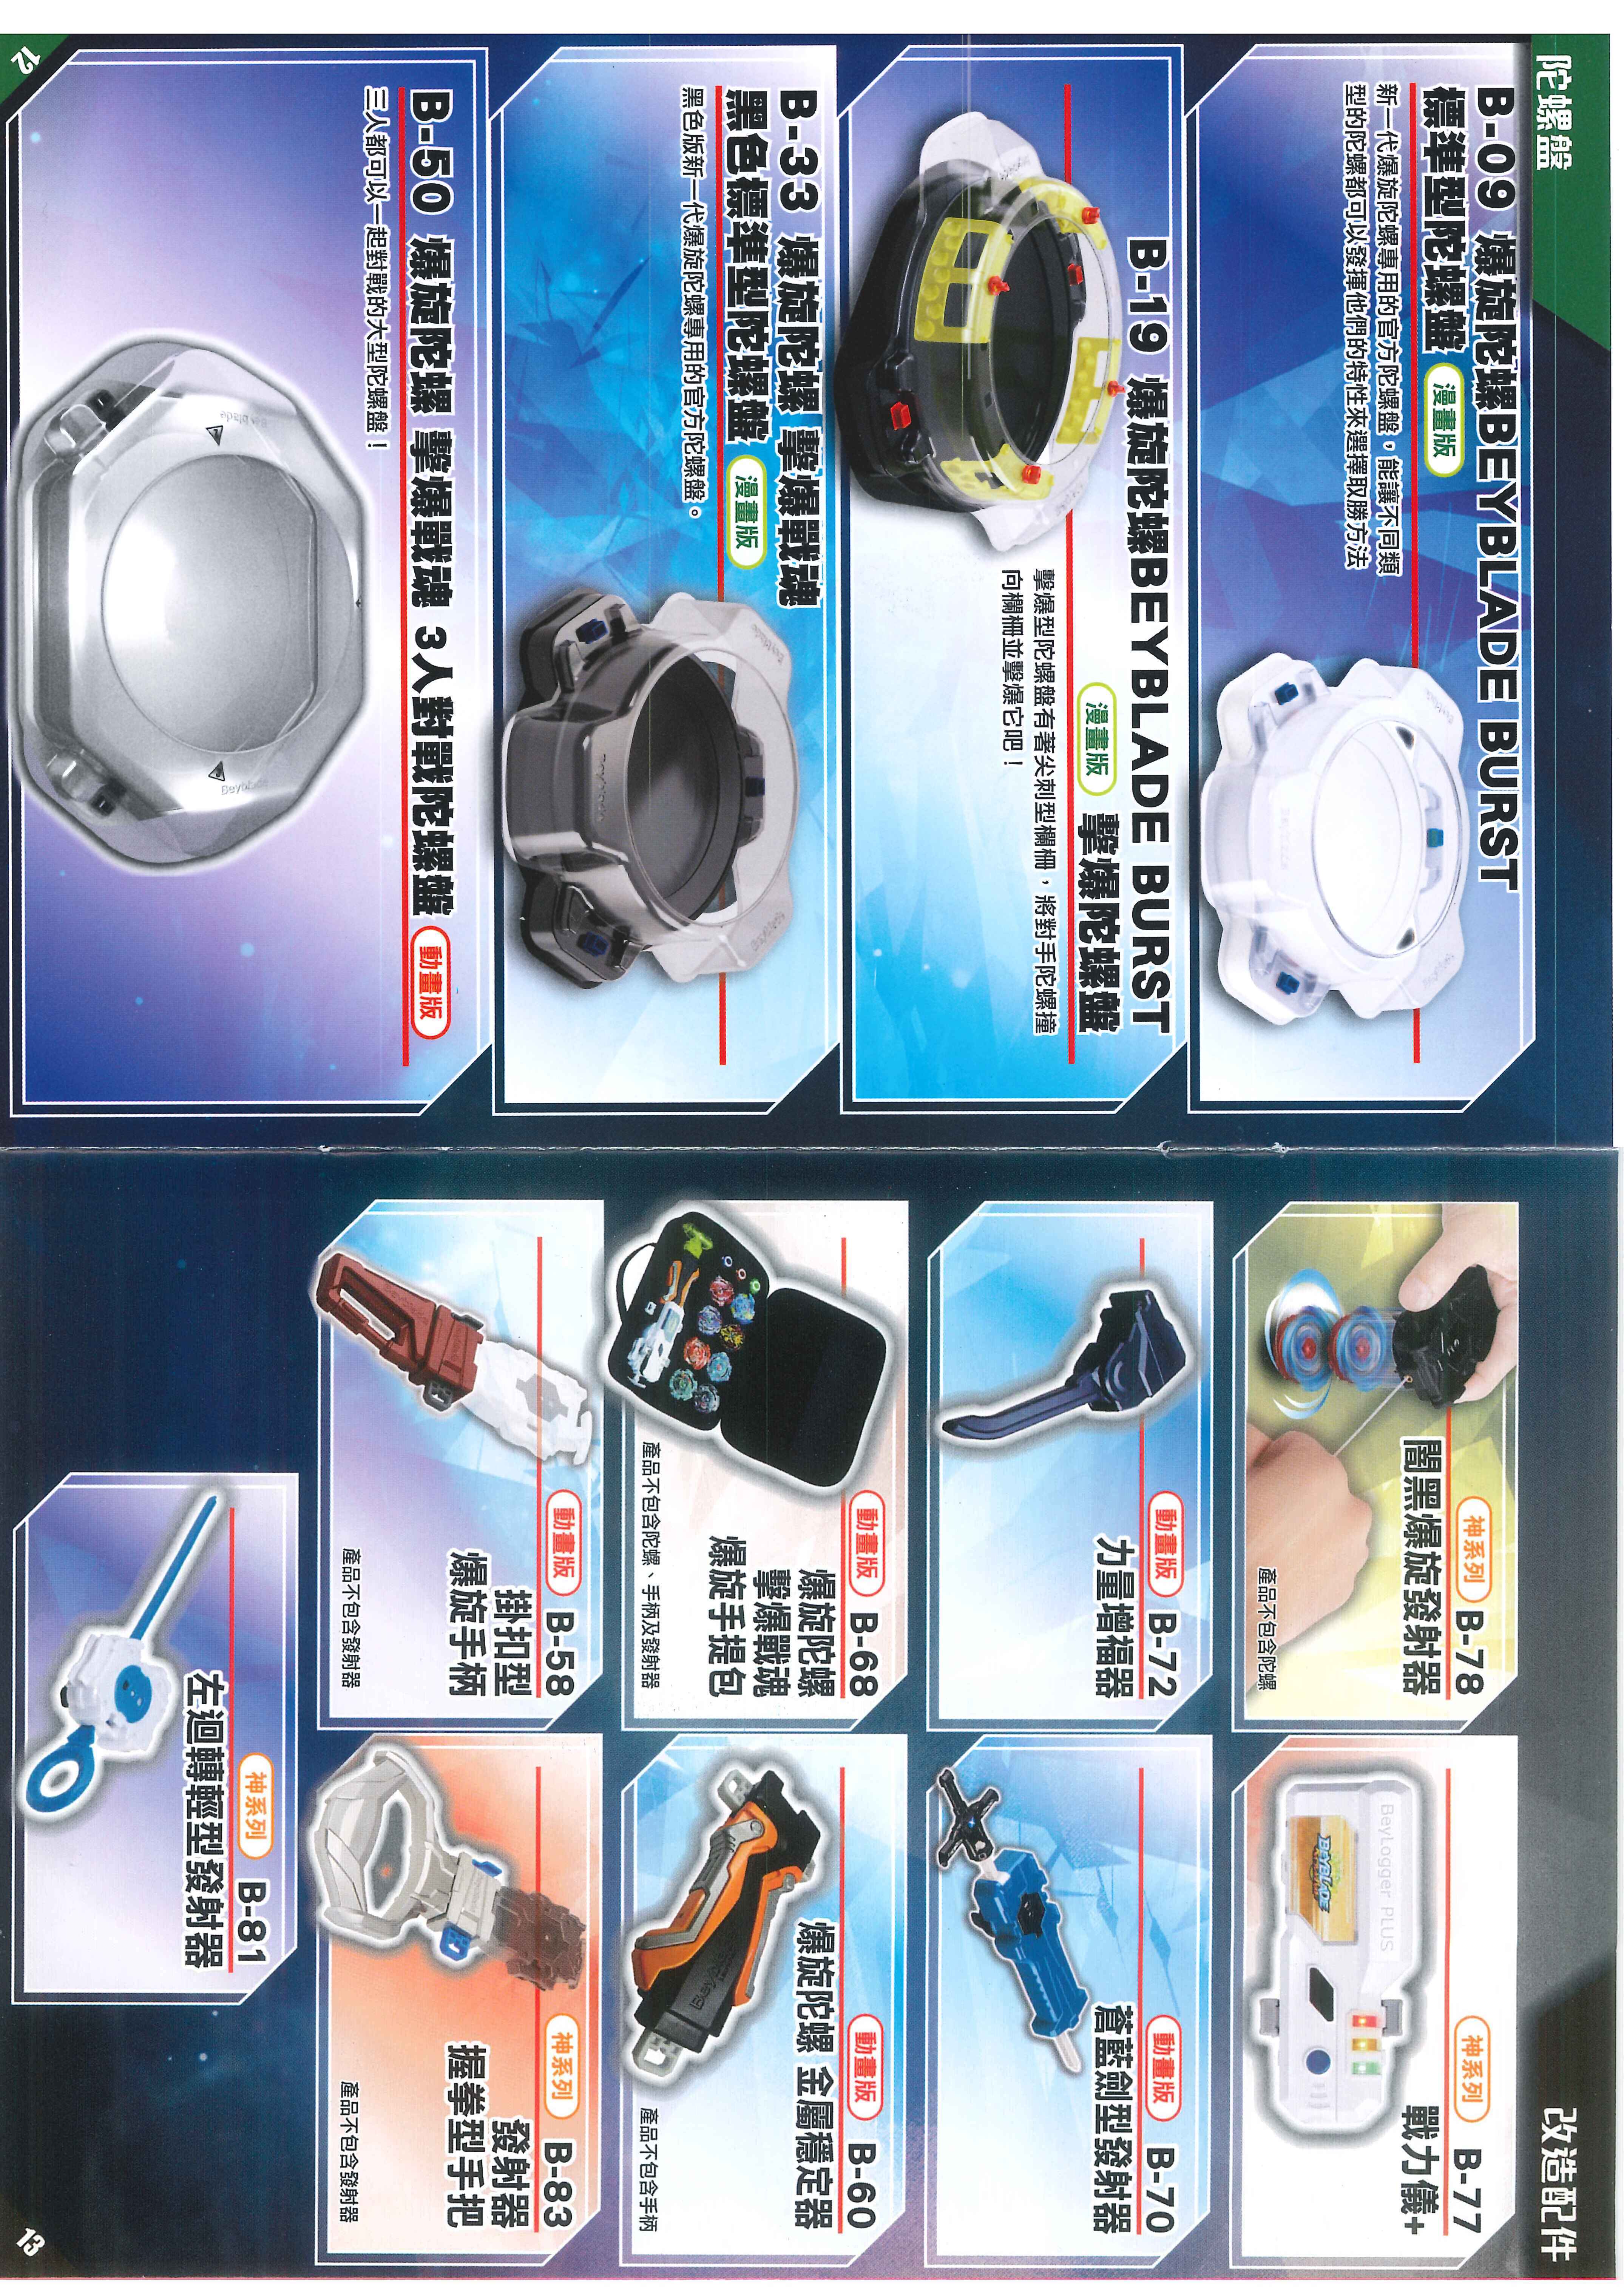 陀螺盤
B-09 爆旋陀螺BEYBLADE BURST
標準型陀螺盤 漫畫版
新一代爆旋陀螺專用的官方陀螺盤，能讓不同類
型的陀螺都可以發揮他們的特性來選擇取勝方法
Beyblade
B-19 爆旋陀螺BEYBLADE BURST
漫畫版 擊爆陀螺盤
擊爆型陀螺盤有著尖刺型欄柵，將對手陀螺撞
向欄柵並擊爆它吧！
B-33 爆旋陀螺 擊爆戰魂
黑色標準型陀螺盤 漫畫版
黑色版新一代爆旋陀螺專用的官方陀螺盤。
Beyblade
B-50 爆旋陀螺 擊爆戰魂 3人對戰陀螺盤 動畫版
三人都可以一起對戰的大型陀螺盤！
12
改造配件
神系列 B-78
闇黑爆旋發射器
產品不包含陀螺
神系列 B-77
戰力儀+
BeyLogger PLUS
BEYBLADE
動畫版 B-72
力量增福器
動畫版 B-70
蒼藍劍型發射器
動畫版 B-68
爆旋陀螺
擊爆戰魂
爆旋手提包
產品不包含陀螺、手柄及發射器
動畫版 B-60
爆旋陀螺 金屬穩定器
Beyblade
產品不包含手柄
動畫版 B-58
掛扣型
爆旋手柄
產品不包含發射器
神系列 B-83
發射器
握拳型手把
產品不包含發射器
神系列 B-81
左迴轉輕型發射器
13